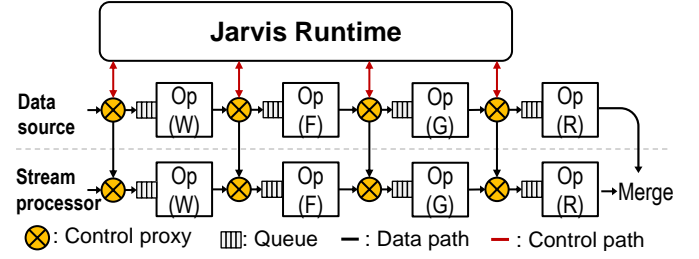 Jarvis Runtime
Data source
Op (W)
Op (F)
Op (G)
Op (R)
Stream processor
Op (W)
Op (F)
Op (G)
Op (R)
Merge
: Control proxy
: Queue
: Data path
: Control path